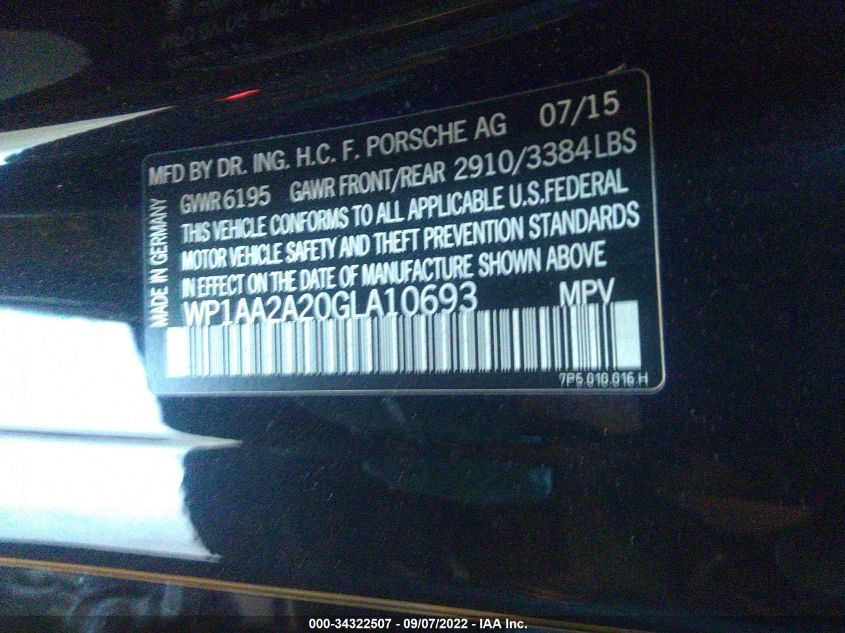 MFD BY DR. ING. H.C. F. PORSCHE AG 07/15
GVWR 6195 GAWR FRONT/REAR 2910/3384 LBS
THIS VEHICLE CONFORMS TO ALL APPLICABLE U.S.FEDERAL
MOTOR VEHICLE SAFETY AND THEFT PREVENTION STANDARDS
IN EFFECT ON THE DATE OF MANUFACTURE SHOWN ABOVE
WP1AA2A20GLA10693 MPV
MADE IN GERMANY
7P5.010.016.H
000-34322507 - 09/07/2022 - IAA Inc.